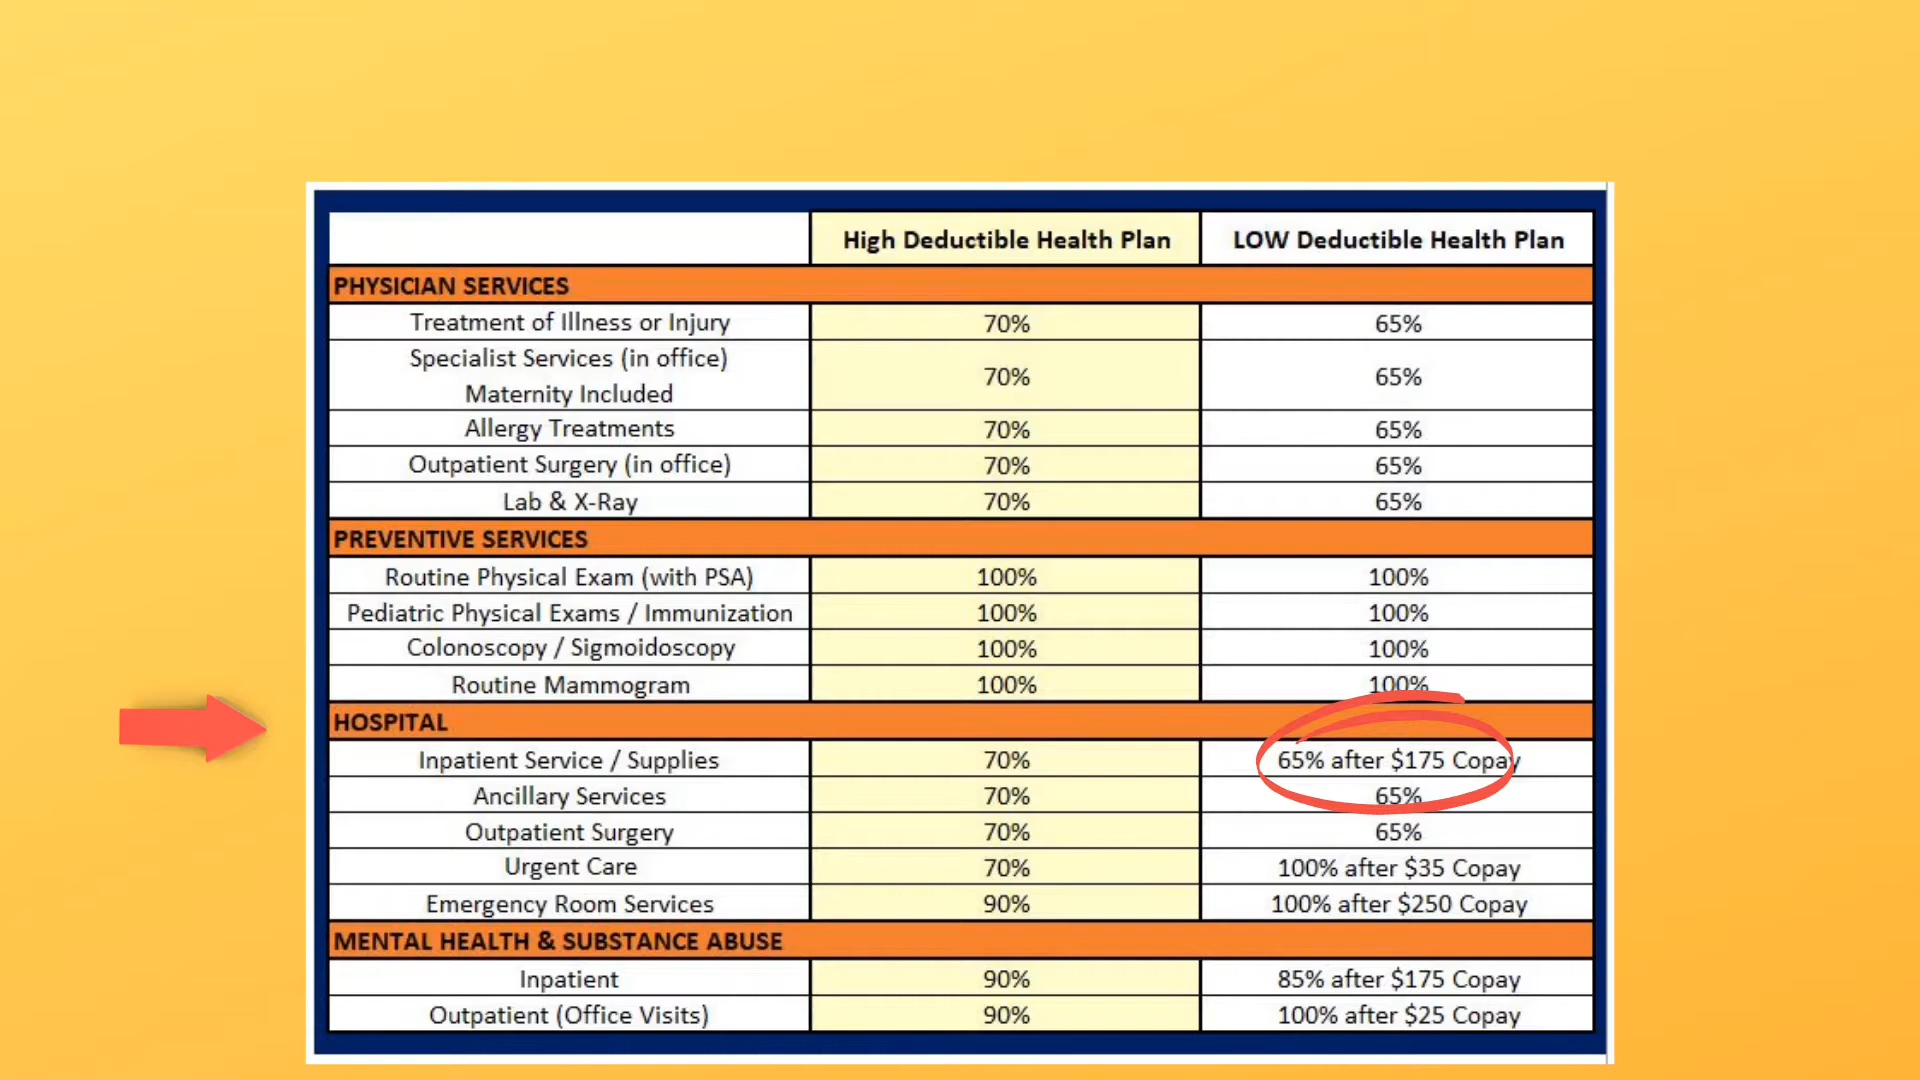 High Deductible Health Plan LOW Deductible Health Plan
PHYSICIAN SERVICES
Treatment of Illness or Injury 70% 65%
Specialist Services (in office)
Maternity Included 70% 65%
Allergy Treatments 70% 65%
Outpatient Surgery (in office) 70% 65%
Lab & X-Ray 70% 65%
PREVENTIVE SERVICES
Routine Physical Exam (with PSA) 100% 100%
Pediatric Physical Exams / Immunization 100% 100%
Colonoscopy / Sigmoidoscopy 100% 100%
Routine Mammogram 100% 100%
HOSPITAL
Inpatient Service / Supplies 70% 65% after $175 Copay
Ancillary Services 70% 65%
Outpatient Surgery 70% 65%
Urgent Care 70% 100% after $35 Copay
Emergency Room Services 90% 100% after $250 Copay
MENTAL HEALTH & SUBSTANCE ABUSE
Inpatient 90% 85% after $175 Copay
Outpatient (Office Visits) 90% 100% after $25 Copay